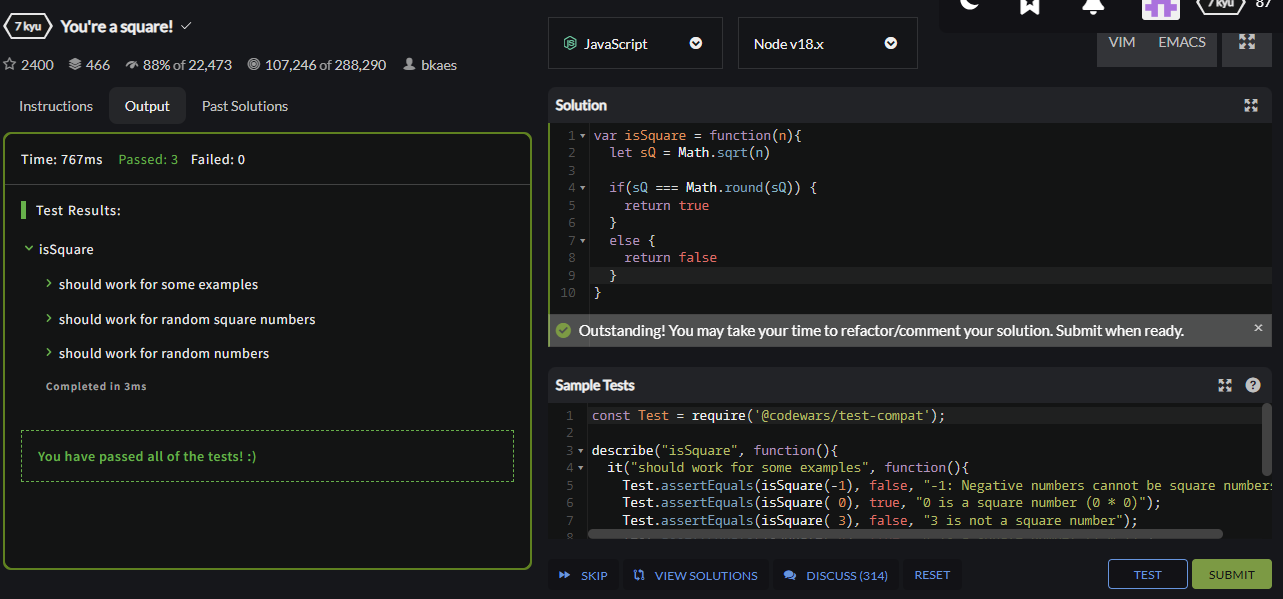 7 kyu You're a square!
2400 466 88% of 22,473 107,246 of 288,290 bkaes
Instructions Output Past Solutions
Time: 767ms Passed: 3 Failed: 0
Test Results:
isSquare
should work for some examples
should work for random square numbers
should work for random numbers
Completed in 3ms
You have passed all of the tests! :)
7 kyu 87
JavaScript Node v18.x VIM EMACS
Solution
1 var isSquare = function(n){
2 let sQ = Math.sqrt(n)
3
4 if(sQ === Math.round(sQ)) {
5 return true
6 }
7 else {
8 return false
9 }
10 }
Outstanding! You may take your time to refactor/comment your solution. Submit when ready.
Sample Tests
1 const Test = require('@codewars/test-compat');
2
3 describe("isSquare", function(){
4 it("should work for some examples", function(){
5 Test.assertEquals(isSquare(-1), false, "-1: Negative numbers cannot be square numbers
6 Test.assertEquals(isSquare( 0), true, "0 is a square number (0 * 0)");
7 Test.assertEquals(isSquare( 3), false, "3 is not a square number");
8
SKIP VIEW SOLUTIONS DISCUSS (314) RESET TEST SUBMIT